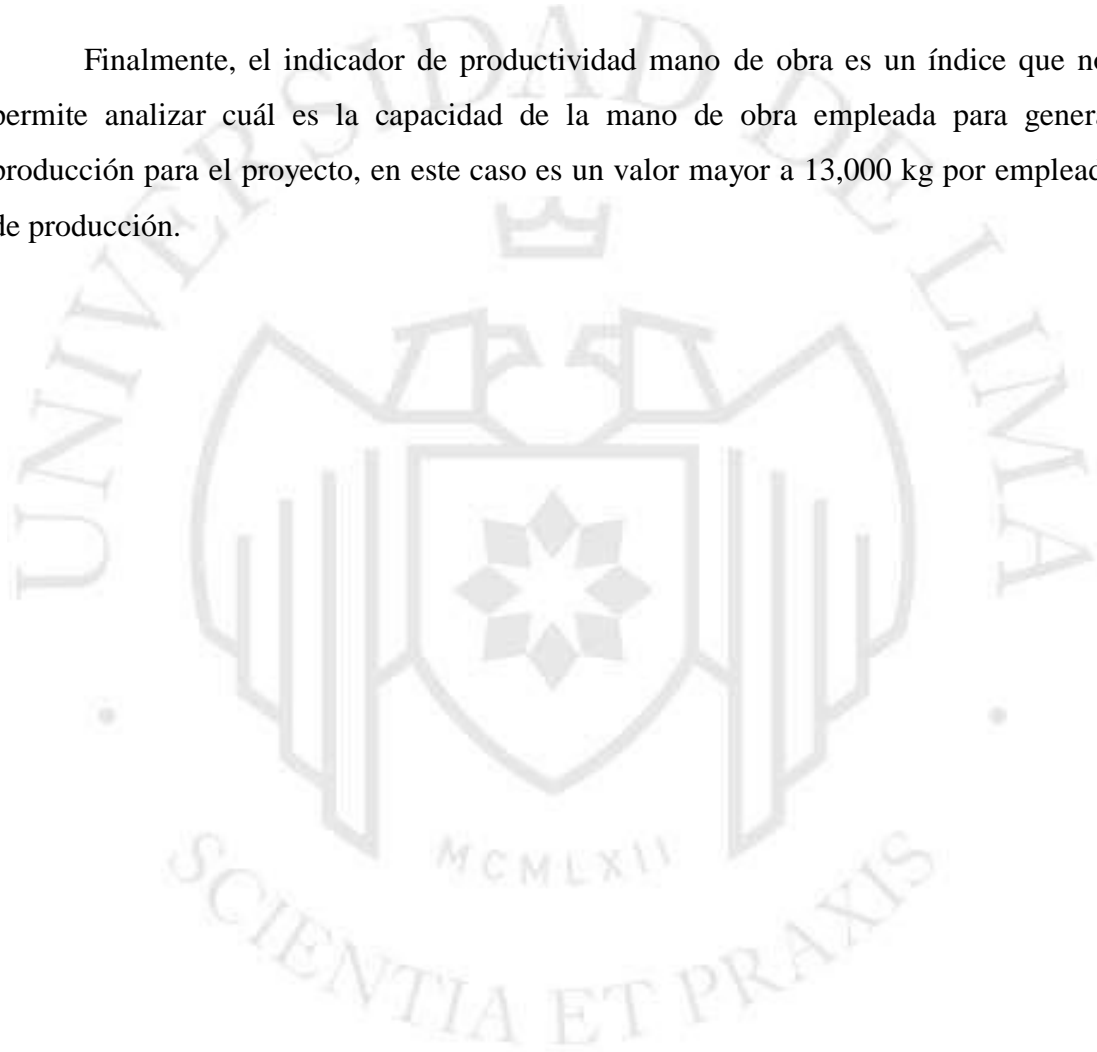 Finalmente, el indicador de productividad mano de obra es un índice que no
permite analizar cuál es la capacidad de la mano de obra empleada para genera
producción para el proyecto, en este caso es un valor mayor a 13,000 kg por emplead
de producción.
UNIVERSIDAD DE LIMA
MCMLXII
SCIENTIA ET PRAXIS